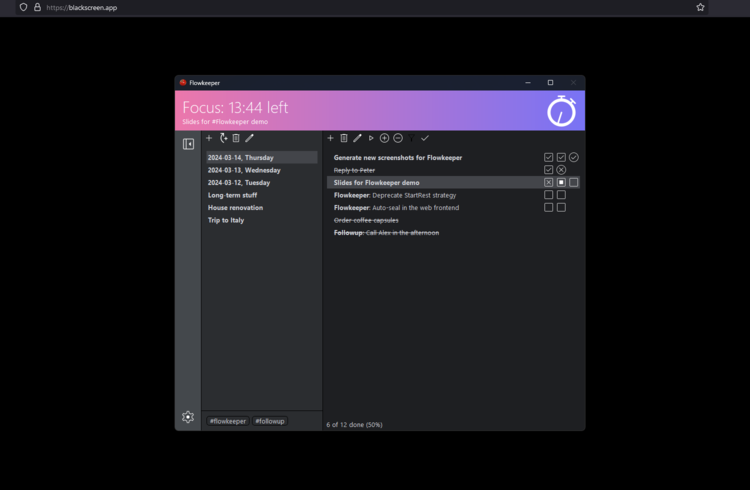 https://blackscreen.app
Flowkeeper
Focus: 13:44 left
Slides for #Flowkeeper demo
2024-03-14, Thursday
2024-03-13, Wednesday
2024-03-12, Tuesday
Long-term stuff
House renovation
Trip to Italy
#flowkeeper #followup
Generate new screenshots for Flowkeeper
Reply to Peter
Slides for Flowkeeper demo
Flowkeeper: Deprecate StartRest strategy
Flowkeeper: Auto-seal in the web frontend
Order coffee capsules
Followup: Call Alex in the afternoon
6 of 12 done (50%)